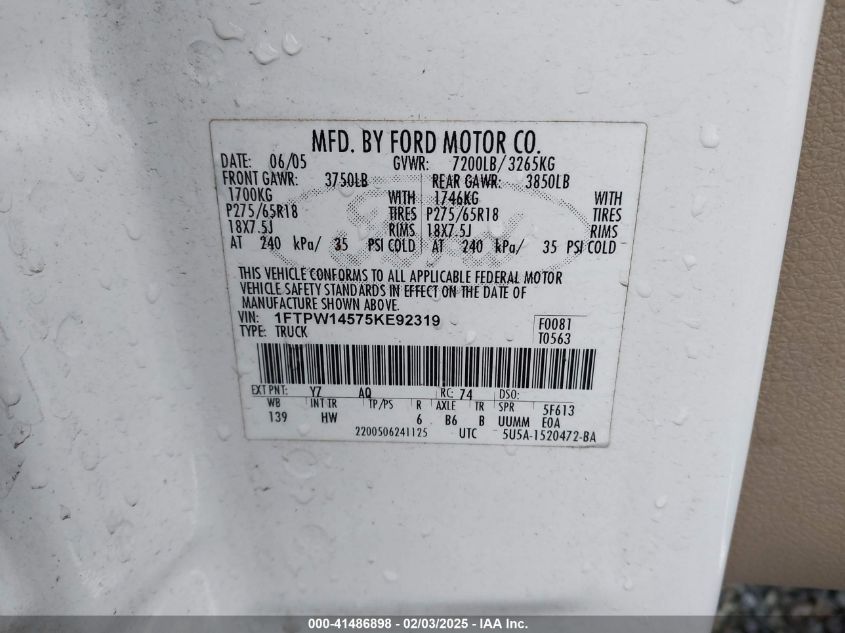 MFD. BY FORD MOTOR CO.
DATE: 06/05 GVWR: 7200LB/3265KG
FRONT GAWR: 3750LB REAR GAWR: 3850LB
1700KG WITH 1746KG WITH
P275/65R18 TIRES P275/65R18 TIRES
18X7.5J RIMS 18X7.5J RIMS
AT 240 kPa/ 35 PSI COLD AT 240 kPa/ 35 PSI COLD
THIS VEHICLE CONFORMS TO ALL APPLICABLE FEDERAL MOTOR
VEHICLE SAFETY STANDARDS IN EFFECT ON THE DATE OF
MANUFACTURE SHOWN ABOVE.
VIN: 1FTPW14575KE92319 F0081
TYPE: TRUCK T0563
EXT PNT: YZ AQ RC: 74 DSO:
WB INT TR TP/PS R AXLE TR SPR 5F613
139 HW 6 B6 B UUMM E0A
2200506241125 UTC 5U5A-1520472-BA
000-41486898 - 02/03/2025 - IAA Inc.